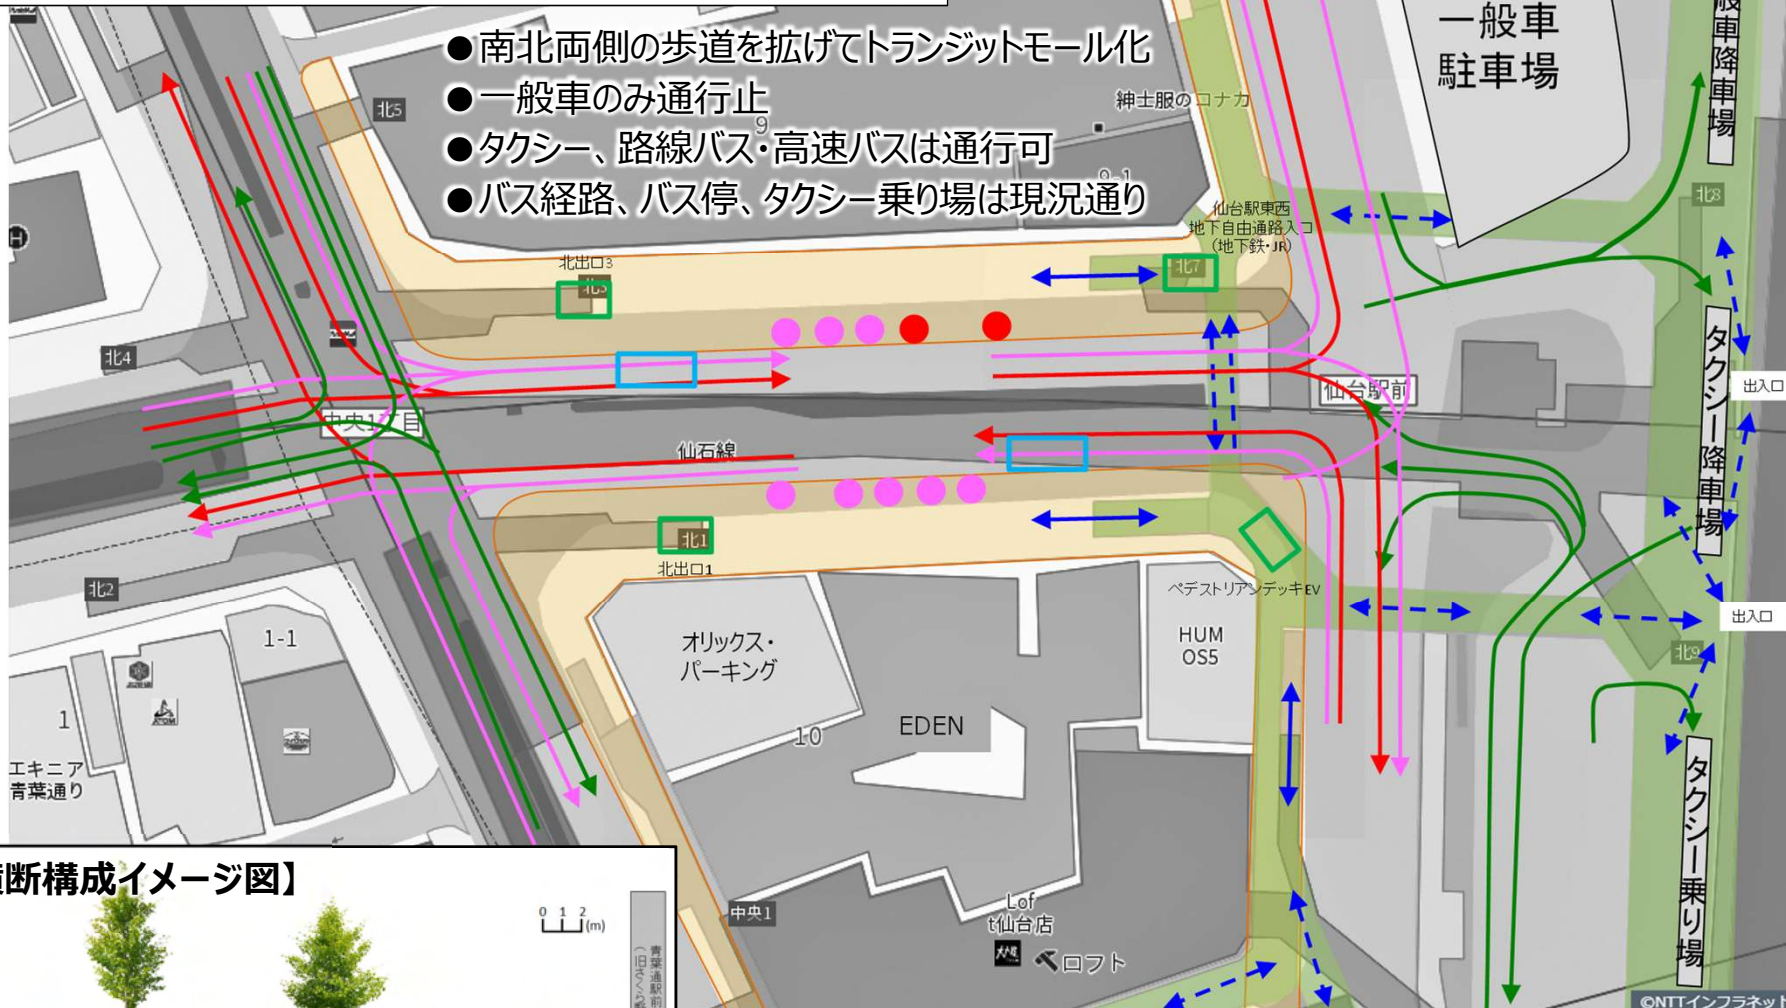 ●南北両側の歩道を拡げてトランジットモール化
●一般車のみ通行止
●タクシー、路線バス・高速バスは通行可
●バス経路、バス停、タクシー乗り場は現況通り
一般車
駐車場
般車降車場
北5
9
紳士服のコナカ
9-1
仙台駅東西
地下自由通路入口
(地下鉄・JR)
北8
北出口3
北3
北7
北4
タクシー降車場
出入口
仙台駅前
中央1丁目
仙石線
北1
北出口1
北2
ペデストリアンデッキEV
出入口
1-1
オリックス・
パーキング
HUM
OS5
北9
1
10
EDEN
エキニア
青葉通り
タクシー乗り場
断構成イメージ図】
0 1 2
(m)
中央1
Lof
t仙台店
ロフト
青葉通駅前
©NTTインフラネット